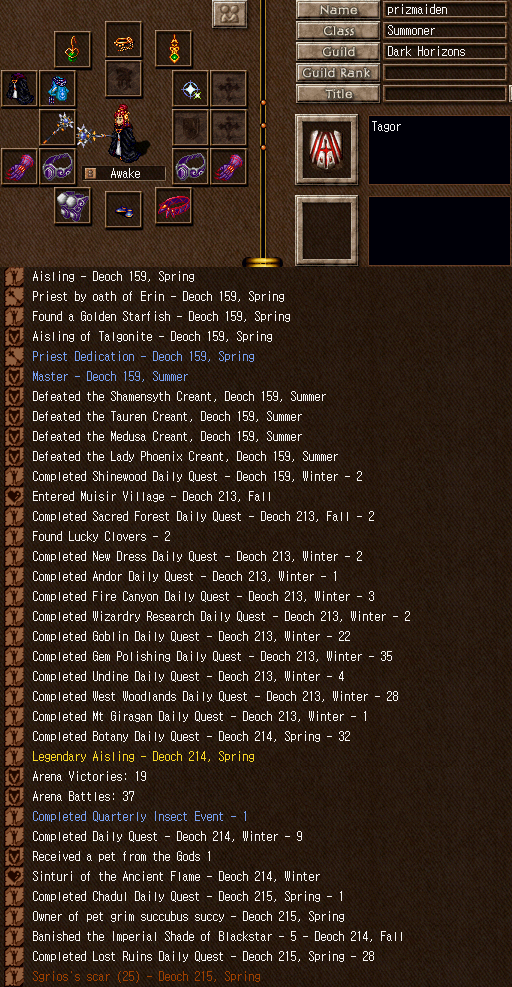 Name prizmaiden
Class Summoner
Guild Dark Horizons
Guild Rank
Title
Tagor
Awake
Aisling - Deoch 159, Spring
Priest by oath of Erin - Deoch 159, Spring
Found a Golden Starfish - Deoch 159, Spring
Aisling of Talgonite - Deoch 159, Spring
Priest Dedication - Deoch 159, Spring
Master - Deoch 159, Summer
Defeated the Shamensyth Creant, Deoch 159, Summer
Defeated the Tauren Creant, Deoch 159, Summer
Defeated the Medusa Creant, Deoch 159, Summer
Defeated the Lady Phoenix Creant, Deoch 159, Summer
Completed Shinewood Daily Quest - Deoch 159, Winter - 2
Entered Muisir Village - Deoch 213, Fall
Completed Sacred Forest Daily Quest - Deoch 213, Fall - 2
Found Lucky Clovers - 2
Completed New Dress Daily Quest - Deoch 213, Winter - 2
Completed Andor Daily Quest - Deoch 213, Winter - 1
Completed Fire Canyon Daily Quest - Deoch 213, Winter - 3
Completed Wizardry Research Daily Quest - Deoch 213, Winter - 2
Completed Goblin Daily Quest - Deoch 213, Winter - 22
Completed Gem Polishing Daily Quest - Deoch 213, Winter - 35
Completed Undine Daily Quest - Deoch 213, Winter - 4
Completed West Woodlands Daily Quest - Deoch 213, Winter - 28
Completed Mt Giragan Daily Quest - Deoch 213, Winter - 1
Completed Botany Daily Quest - Deoch 214, Spring - 32
Legendary Aisling - Deoch 214, Spring
Arena Victories: 19
Arena Battles: 37
Completed Quarterly Insect Event - 1
Completed Daily Quest - Deoch 214, Winter - 9
Received a pet from the Gods 1
Sinturi of the Ancient Flame - Deoch 214, Winter
Completed Chadul Daily Quest - Deoch 215, Spring - 1
Owner of pet grim succubus succy - Deoch 215, Spring
Banished the Imperial Shade of Blackstar - 5 - Deoch 214, Fall
Completed Lost Ruins Daily Quest - Deoch 215, Spring - 28
Sgrios's scar (25) - Deoch 215, Spring